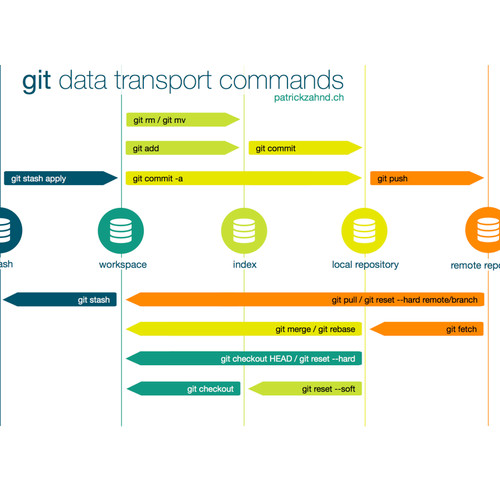 git data transport commands
patrickzahnd.ch
git rm / git mv
git add
git commit
git stash apply
git commit -a
git push
ash
workspace
index
local repository
remote repo
git stash
git pull / git reset --hard remote/branch
git merge / git rebase
git fetch
git checkout HEAD / git reset --hard
git checkout
git reset --soft